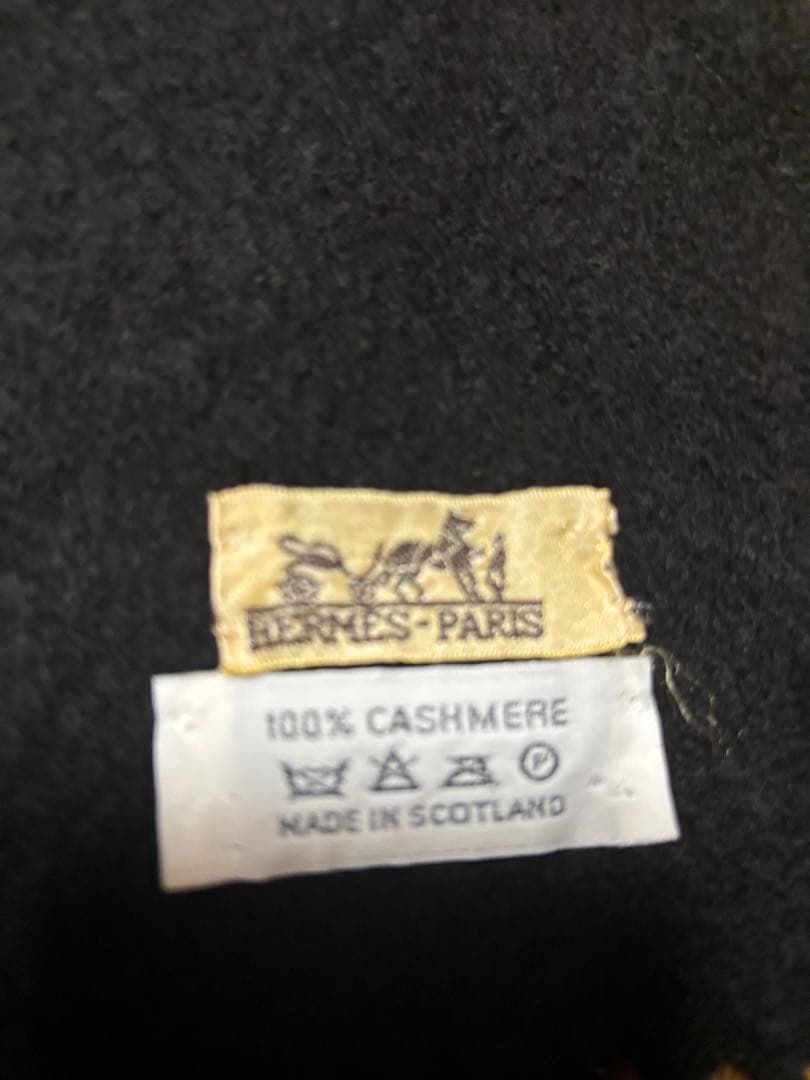 HERMES-PARIS
100% CASHMERE
P
MADE IN SCOTLAND